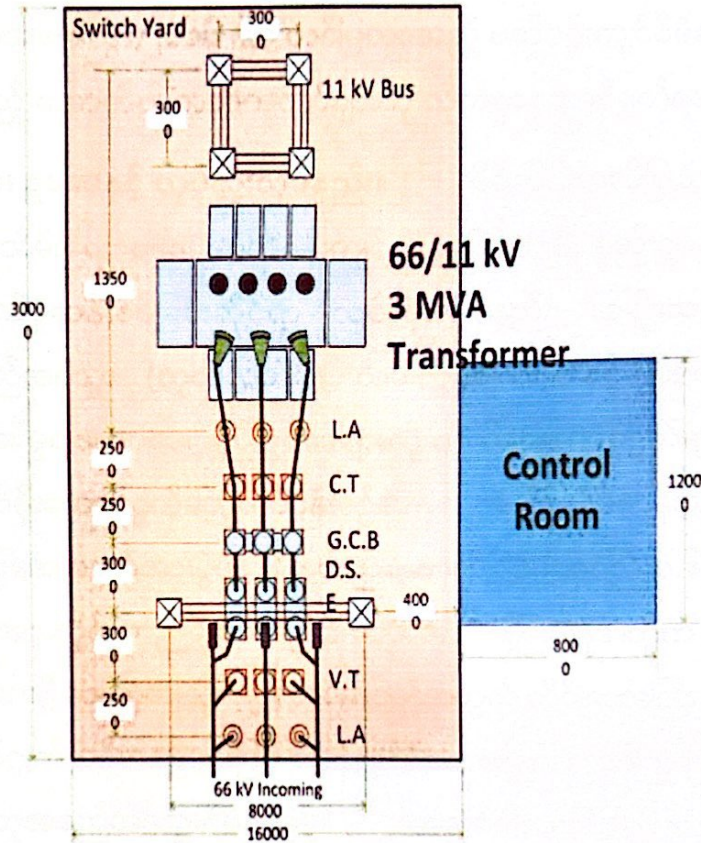 Switch Yard
300
0
11 kV Bus
300
0
66/11 kV
3 MVA
Transformer
1350
0
3000
0
L.A
250
0
C.T
250
0
G.C.B
D.S.
E
300
0
400
0
Control
Room
1200
0
800
0
300
0
V.T
250
0
L.A
66 kV Incoming
8000
16000